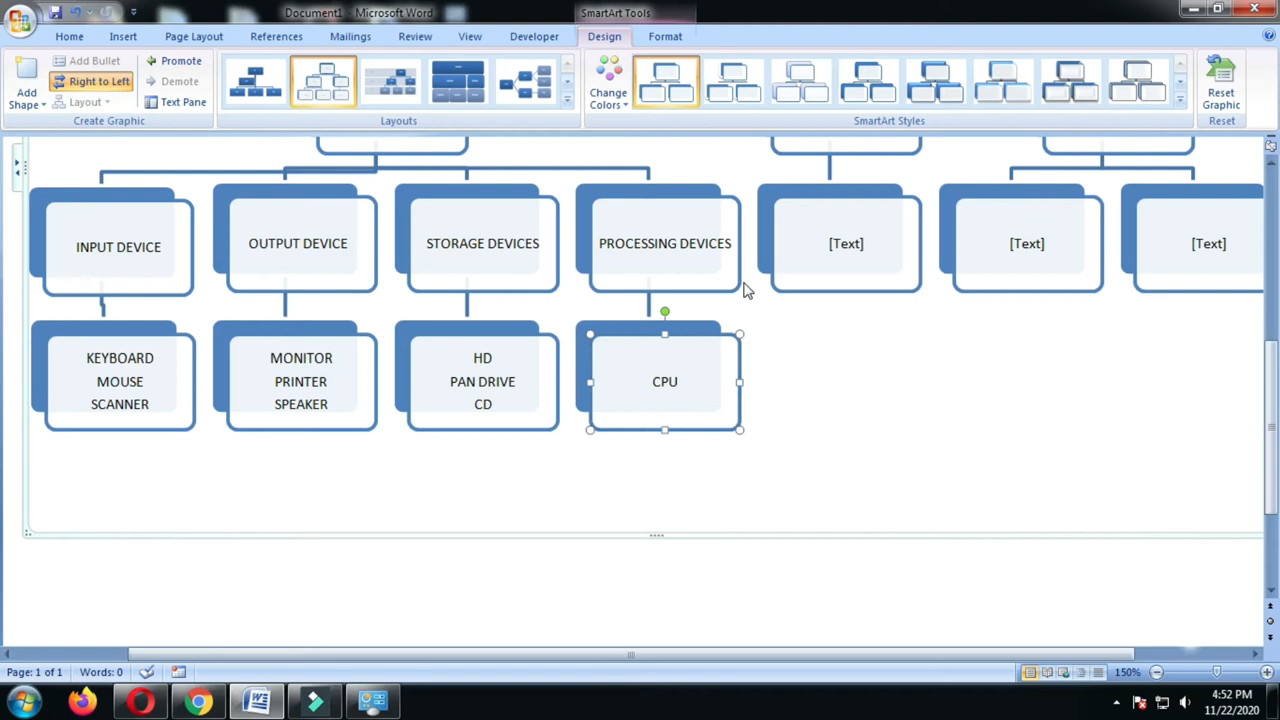 Document1 - Microsoft Word
SmartArt Tools
Home
Insert
Page Layout
References
Mailings
Review
View
Developer
Design
Format
Add Shape
Add Bullet
Right to Left
Layout
Promote
Demote
Text Pane
Create Graphic
Layouts
Change Colors
SmartArt Styles
Reset Graphic
Reset
INPUT DEVICE
OUTPUT DEVICE
STORAGE DEVICES
PROCESSING DEVICES
[Text]
[Text]
[Text]
KEYBOARD
MOUSE
SCANNER
MONITOR
PRINTER
SPEAKER
HD
PAN DRIVE
CD
CPU
Page: 1 of 1
Words: 0
150%
4:52 PM
11/22/2020